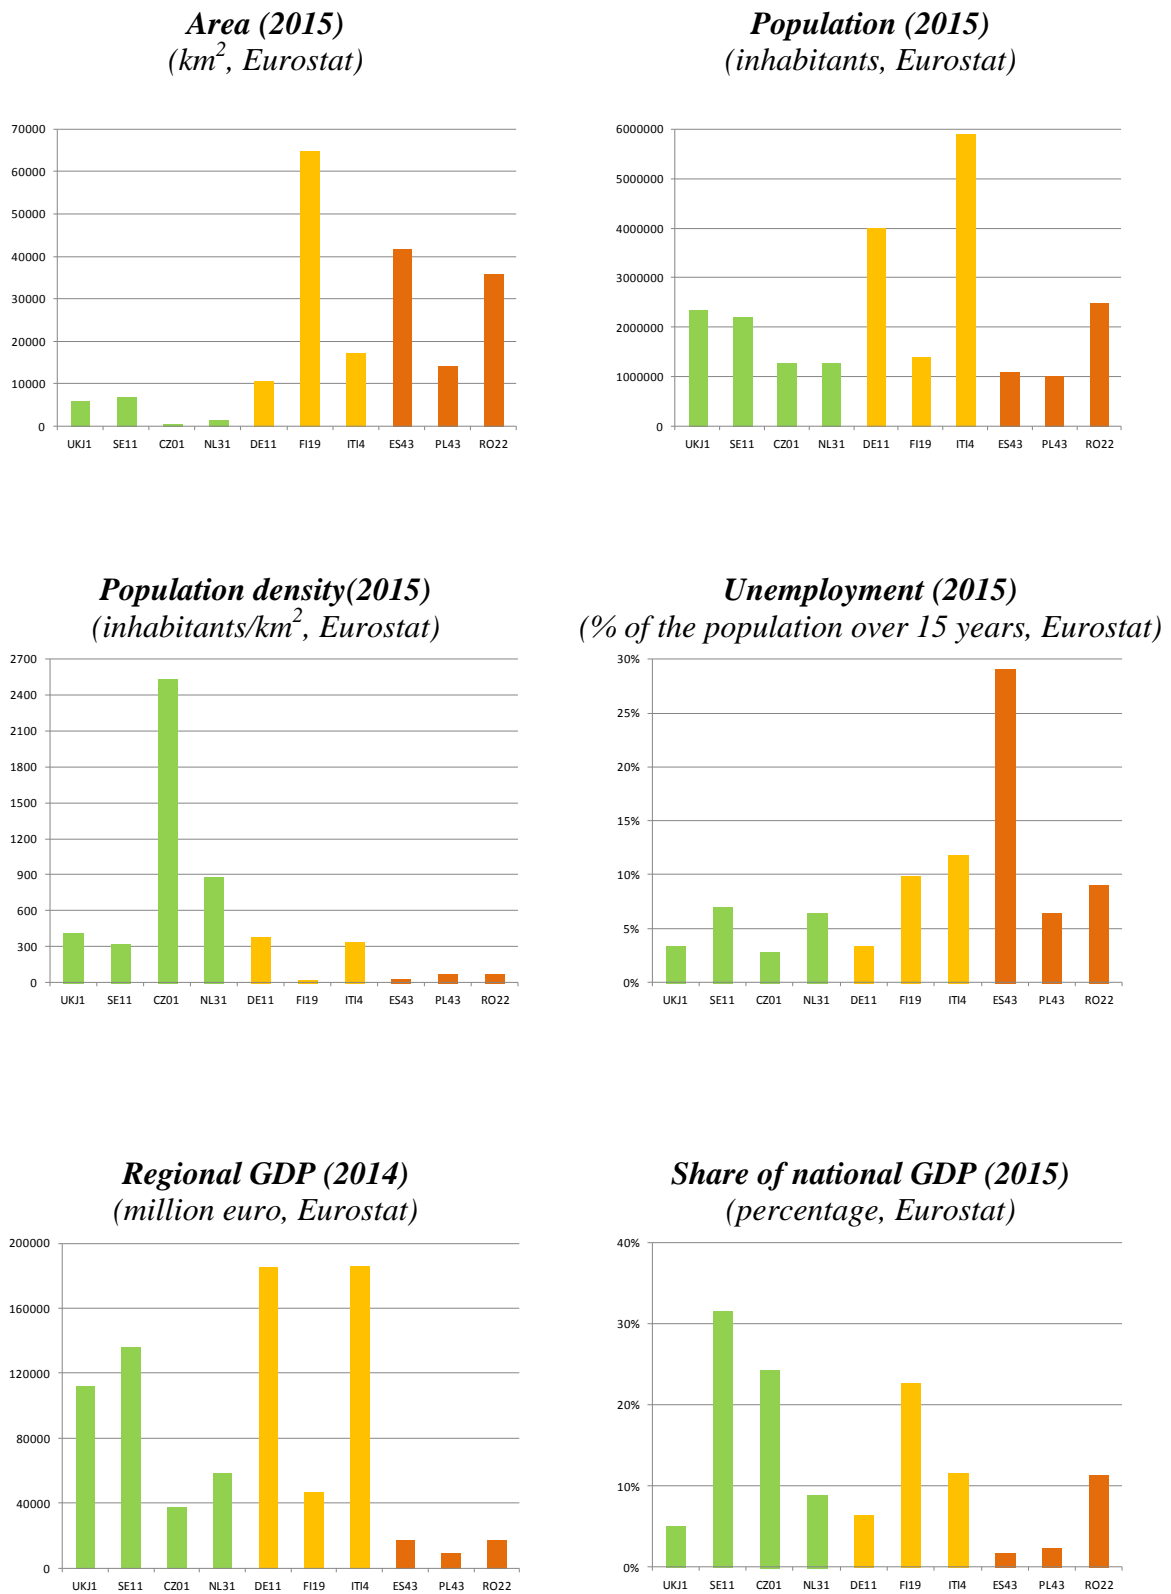 Area (2015)
(km², Eurostat)
70000
60000
50000
40000
30000
20000
10000
0
UKJ1 SE11 CZ01 NL31 DE11 FI19 ITI4 ES43 PL43 RO22
Population (2015)
(inhabitants, Eurostat)
6000000
5000000
4000000
3000000
2000000
1000000
0
UKJ1 SE11 CZ01 NL31 DE11 FI19 ITI4 ES43 PL43 RO22
Population density(2015)
(inhabitants/km², Eurostat)
2700
2400
2100
1800
1500
1200
900
600
300
0
UKJ1 SE11 CZ01 NL31 DE11 FI19 ITI4 ES43 PL43 RO22
Unemployment (2015)
(% of the population over 15 years, Eurostat)
30%
25%
20%
15%
10%
5%
0%
UKJ1 SE11 CZ01 NL31 DE11 FI19 ITI4 ES43 PL43 RO22
Regional GDP (2014)
(million euro, Eurostat)
200000
160000
120000
80000
40000
0
UKJ1 SE11 CZ01 NL31 DE11 FI19 ITI4 ES43 PL43 RO22
Share of national GDP (2015)
(percentage, Eurostat)
40%
30%
20%
10%
0%
UKJ1 SE11 CZ01 NL31 DE11 FI19 ITI4 ES43 PL43 RO22